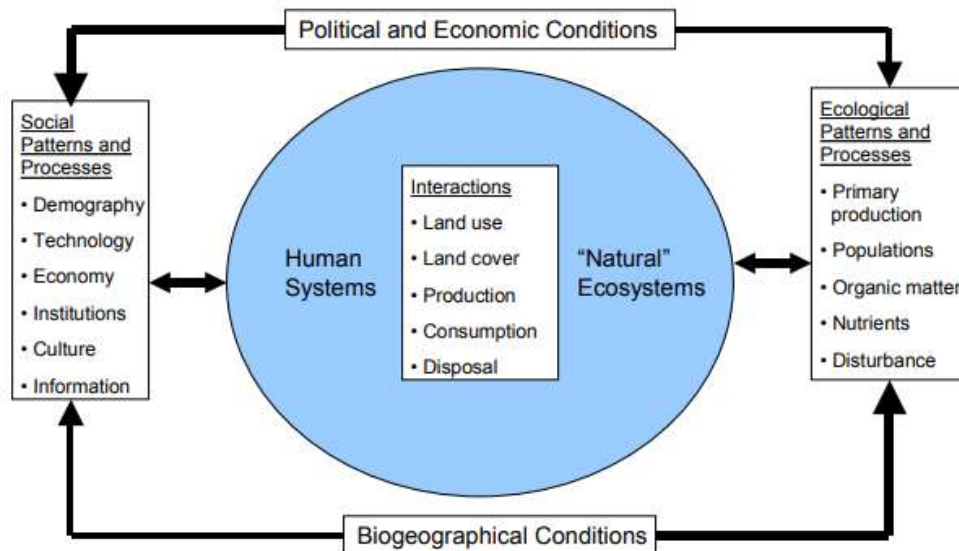 Political and Economic Conditions
Social
Patterns and
Processes
• Demography
• Technology
• Economy
• Institutions
• Culture
• Information
Human
Systems
Interactions
• Land use
• Land cover
• Production
• Consumption
• Disposal
“Natural”
Ecosystems
Ecological
Patterns and
Processes
• Primary
production
• Populations
• Organic matter
• Nutrients
• Disturbance
Biogeographical Conditions